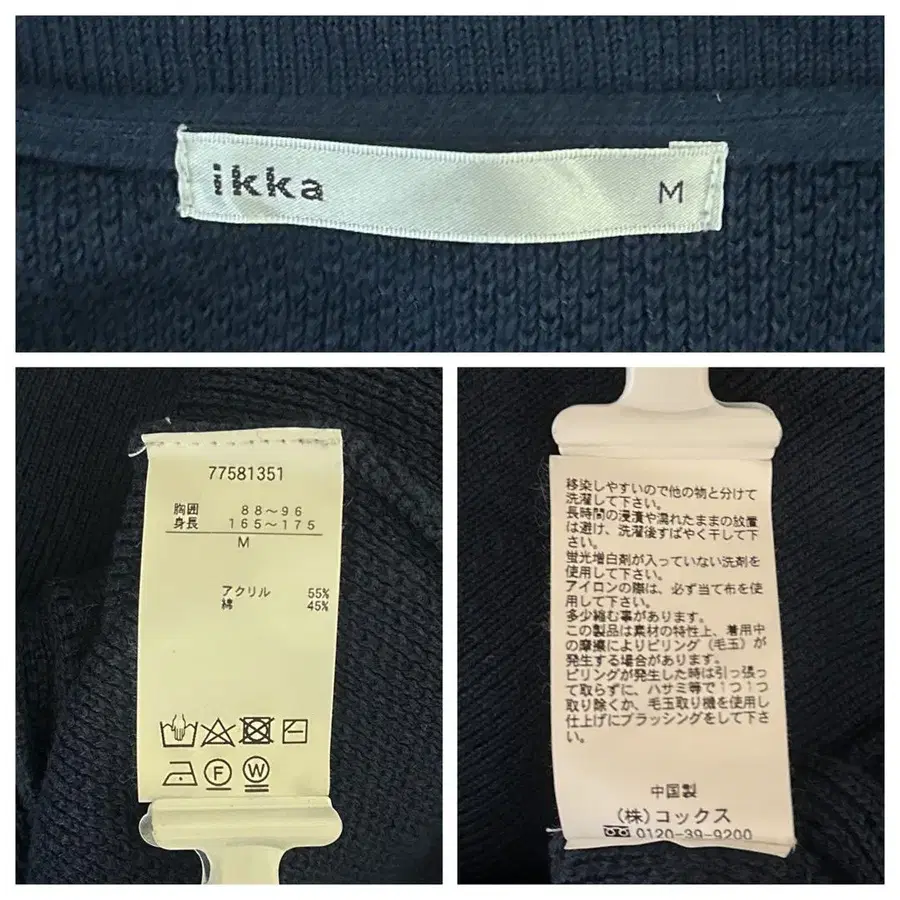 ikka
M
77581351
胸囲 88～96
身長 165～175
M
アクリル 55%
綿 45%
F
W
移染しやすいので他の物と分けて
洗濯して下さい。
長時間の浸漬や濡れたままの放置
は避け、洗濯後すばやく干して下
さい。
蛍光増白剤が入っていない洗剤を
使用して下さい。
アイロンの際は、必ず当て布を使
用して下さい。
多少縮む事があります。
この製品は素材の特性上、着用中
の摩擦によりピリング（毛玉）が
発生する場合があります。
ピリングが発生した時は引っ張っ
て取らずに、ハサミ等で1つ1つ
取り除くか、毛玉取り機を使用し
仕上げにブラッシングをして下さ
い。
中国製
（株）コックス
0120-39-9200